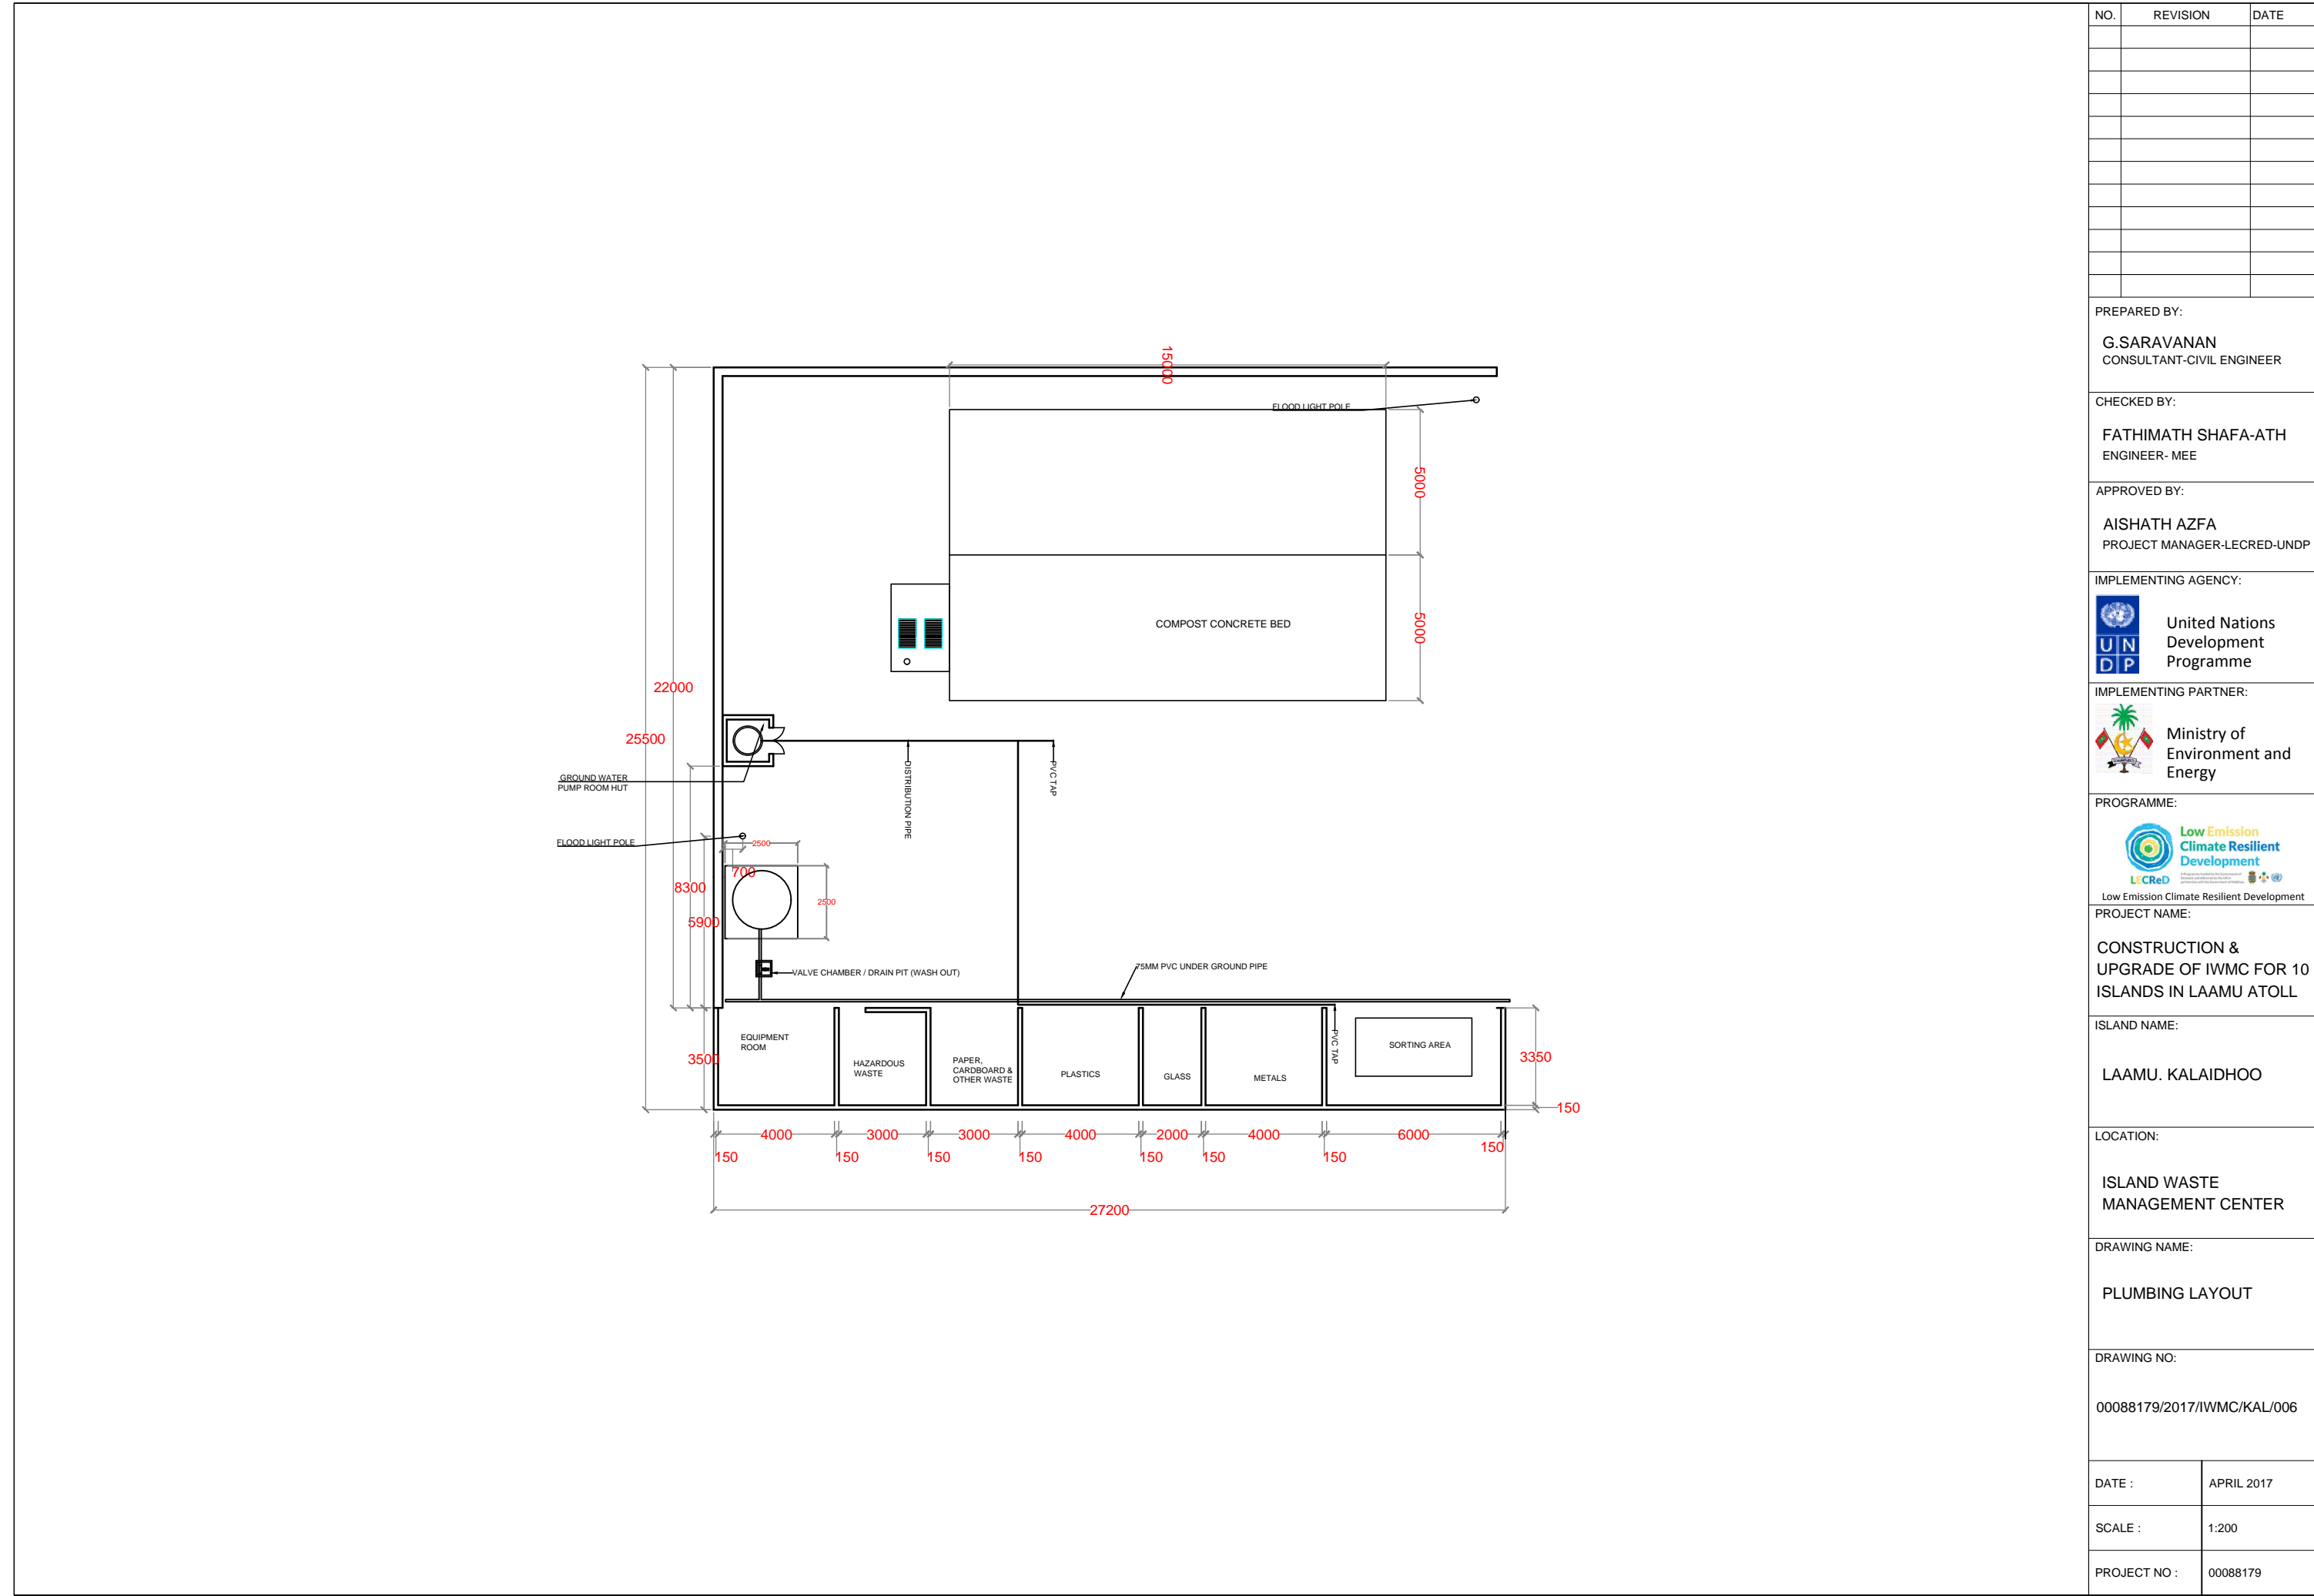 15000
FLOOD LIGHT POLE
5000
5000
COMPOST CONCRETE BED
22000
25500
GROUND WATER
PUMP ROOM HUT
DISTRIBUTION PIPE
PVC TAP
FLOOD LIGHT POLE
2500
700
2500
8300
5900
VALVE CHAMBER / DRAIN PIT (WASH OUT)
75MM PVC UNDER GROUND PIPE
EQUIPMENT
ROOM
HAZARDOUS
WASTE
PAPER,
CARDBOARD &
OTHER WASTE
PLASTICS
GLASS
METALS
PVC TAP
SORTING AREA
3500
3350
150
4000
3000
3000
4000
2000
4000
6000
150
150
150
150
150
150
150
150
27200
NO. REVISION DATE
PREPARED BY:
G.SARAVANAN
CONSULTANT-CIVIL ENGINEER
CHECKED BY:
FATHIMATH SHAFA-ATH
ENGINEER- MEE
APPROVED BY:
AISHATH AZFA
PROJECT MANAGER-LECRED-UNDP
IMPLEMENTING AGENCY:
U N
D P
United Nations
Development
Programme
IMPLEMENTING PARTNER:
Ministry of
Environment and
Energy
PROGRAMME:
Low Emission
Climate Resilient
Development
LECReD
Low Emission Climate Resilient Development
PROJECT NAME:
CONSTRUCTION &
UPGRADE OF IWMC FOR 10
ISLANDS IN LAAMU ATOLL
ISLAND NAME:
LAAMU. KALAIDHOO
LOCATION:
ISLAND WASTE
MANAGEMENT CENTER
DRAWING NAME:
PLUMBING LAYOUT
DRAWING NO:
00088179/2017/IWMC/KAL/006
DATE : APRIL 2017
SCALE : 1:200
PROJECT NO : 00088179